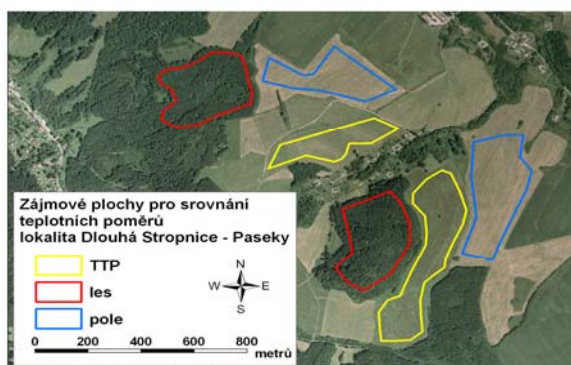 Zájmové plochy pro srovnání
teplotních poměrů
lokalita Dlouhá Stropnice - Paseky
TTP
les
pole
N
W E
S
0 200 400 600 800
metrů